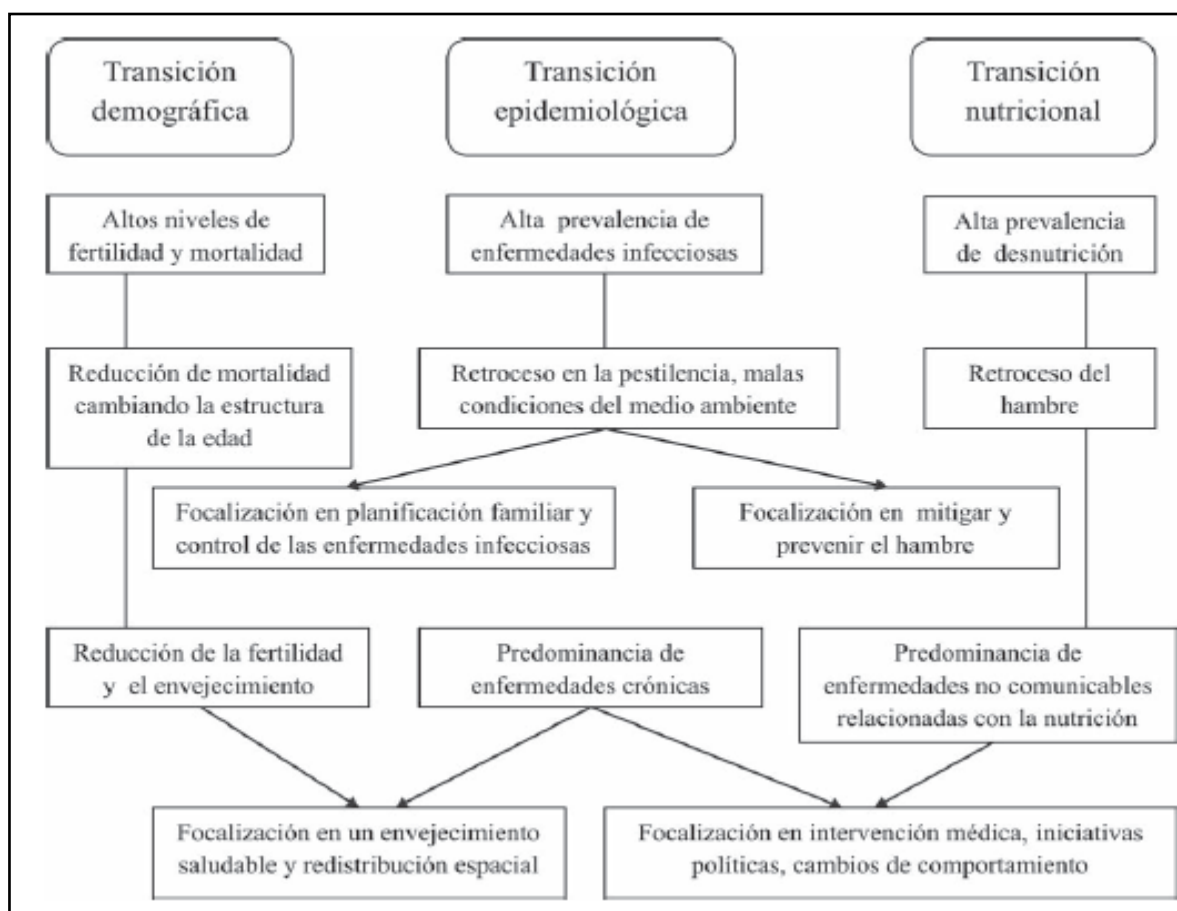 Transición
demográfica
Transición
epidemiológica
Transición
nutricional
Altos niveles de
fertilidad y mortalidad
Alta prevalencia de
enfermedades infecciosas
Alta prevalencia
de desnutrición
Reducción de mortalidad
cambiando la estructura
de la edad
Retroceso en la pestilencia, malas
condiciones del medio ambiente
Retroceso del
hambre
Focalización en planificación familiar y
control de las enfermedades infecciosas
Focalización en mitigar y
prevenir el hambre
Reducción de la fertilidad
y el envejecimiento
Predominancia de
enfermedades crónicas
Predominancia de
enfermedades no comunicables
relacionadas con la nutrición
Focalización en un envejecimiento
saludable y redistribución espacial
Focalización en intervención médica, iniciativas
políticas, cambios de comportamiento